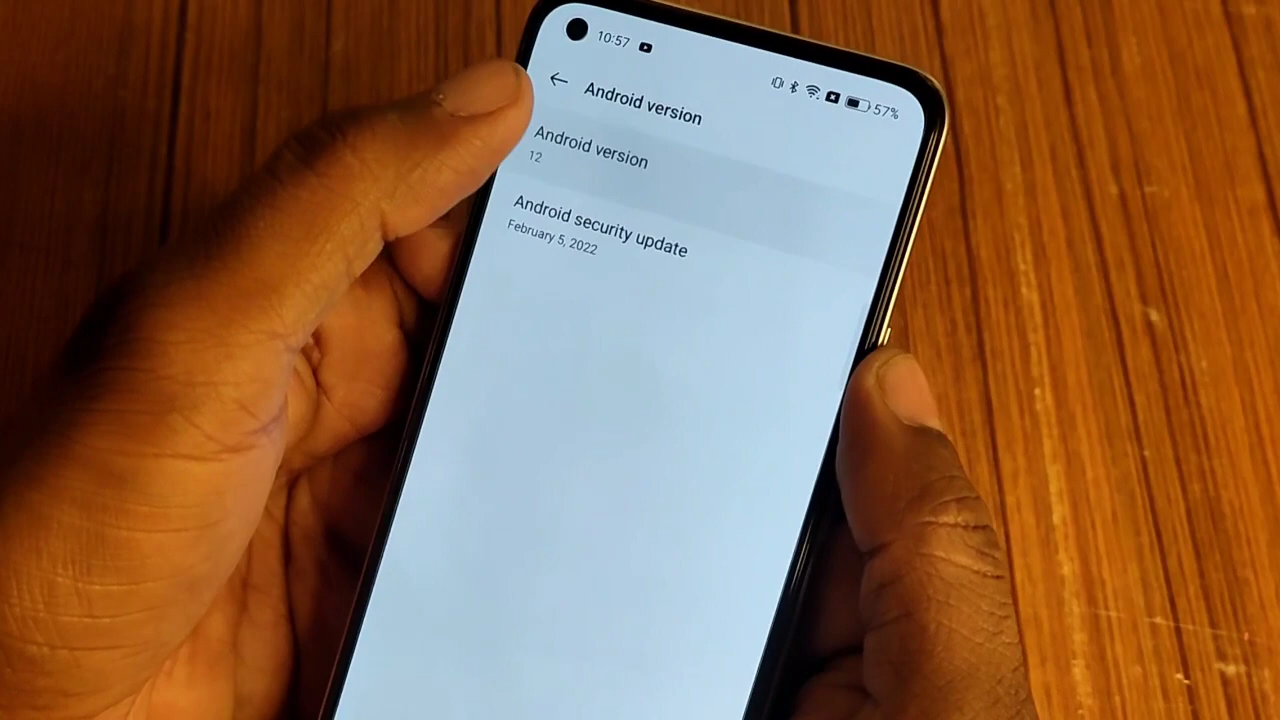 10:57
57%
Android version
Android version
12
Android security update
February 5, 2022